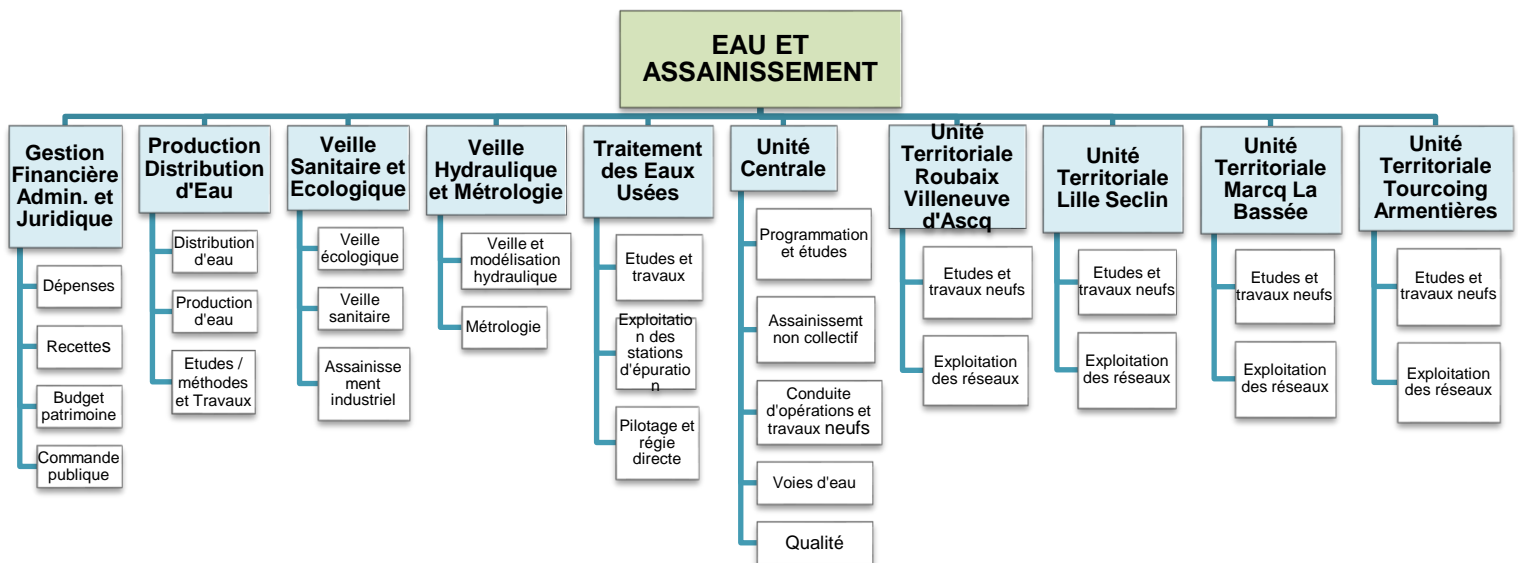 EAU ET
ASSAINISSEMENT
Gestion
Financière
Admin. et
Juridique
Dépenses
Recettes
Budget
patrimoine
Commande
publique
Production
Distribution
d'Eau
Distribution
d'eau
Production
d'eau
Etudes /
méthodes
et Travaux
Veille
Sanitaire et
Ecologique
Veille
écologique
Veille
sanitaire
Assainisse
ment
industriel
Veille
Hydraulique
et Métrologie
Veille et
modélisation
hydraulique
Métrologie
Traitement
des Eaux
Usées
Etudes et
travaux
Exploitatio
n des
stations
d'épuratio
n
Pilotage et
régie
directe
Unité
Centrale
Programmation
et études
Assainissemt
non collectif
Conduite
d'opérations et
travaux neufs
Voies d'eau
Qualité
Unité
Territoriale
Roubaix
Villeneuve
d'Ascq
Etudes et
travaux neufs
Exploitation
des réseaux
Unité
Territoriale
Lille Seclin
Etudes et
travaux neufs
Exploitation
des réseaux
Unité
Territoriale
Marcq La
Bassée
Etudes et
travaux neufs
Exploitation
des réseaux
Unité
Territoriale
Tourcoing
Armentières
Etudes et
travaux neufs
Exploitation
des réseaux